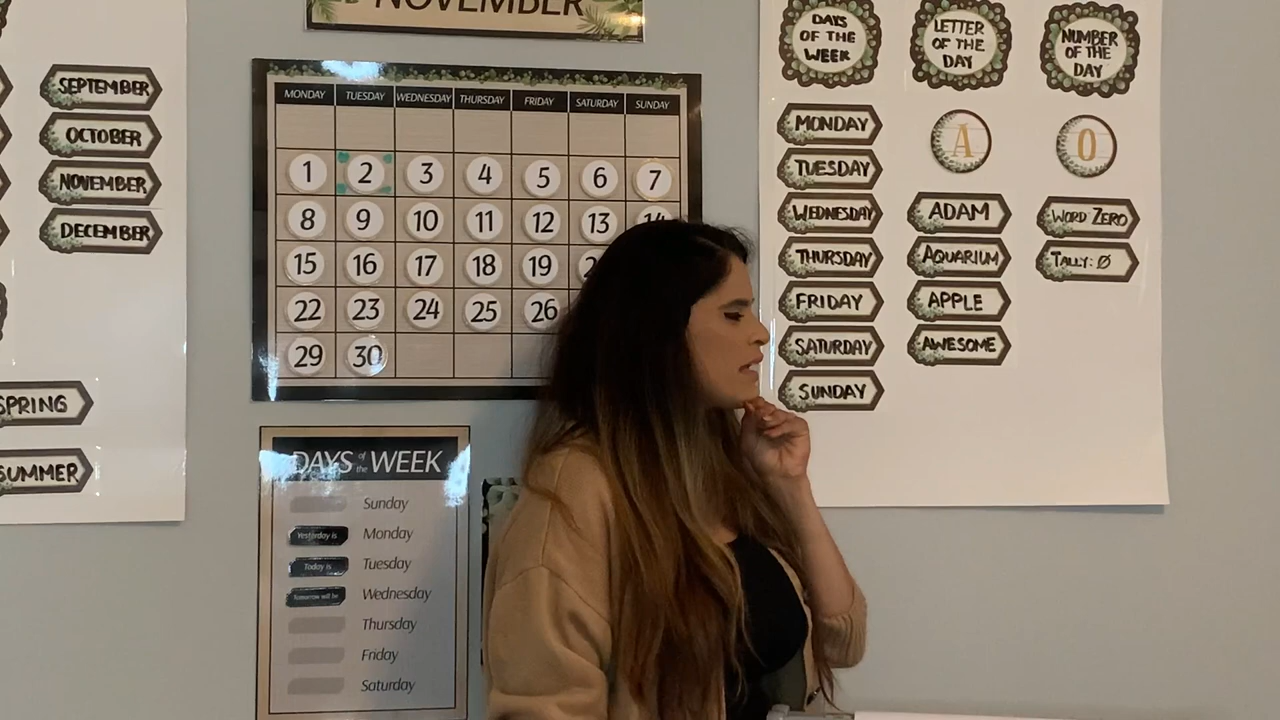 SEPTEMBER
OCTOBER
NOVEMBER
DECEMBER
SPRING
SUMMER
NOVEMBER
MONDAY TUESDAY WEDNESDAY THURSDAY FRIDAY SATURDAY SUNDAY
1 2 3 4 5 6 7
8 9 10 11 12 13 14
15 16 17 18 19
22 23 24 25 26
29 30
DAYS of the WEEK
Sunday
Yesterday is Monday
Today is Tuesday
Tomorrow will be Wednesday
Thursday
Friday
Saturday
DAYS
OF THE
WEEK
MONDAY
TUESDAY
WEDNESDAY
THURSDAY
FRIDAY
SATURDAY
SUNDAY
LETTER
OF THE
DAY
A
ADAM
AQUARIUM
APPLE
AWESOME
NUMBER
OF THE
DAY
0
WORD ZERO
TALLY: Ø